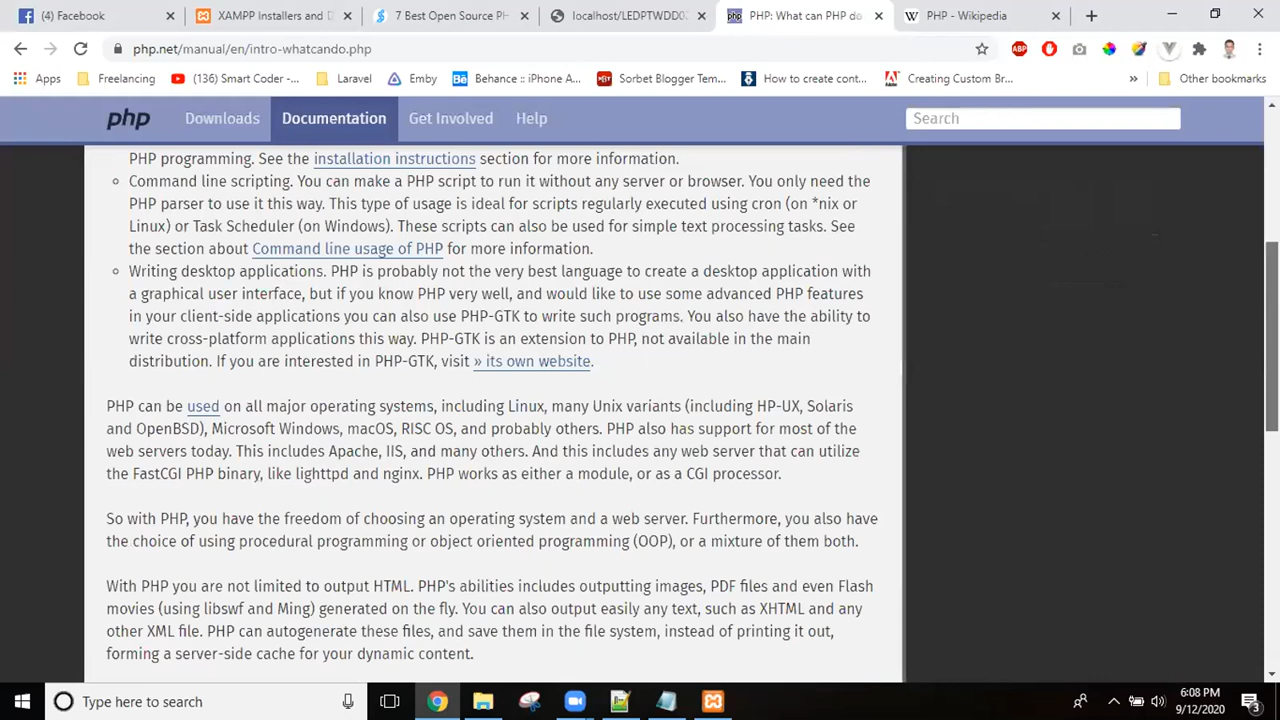 (4) Facebook
XAMPP Installers and D
7 Best Open Source PH
localhost/LEDPTWDD03
PHP: What can PHP do
PHP - Wikipedia
php.net/manual/en/intro-whatcando.php
Apps
Freelancing
(136) Smart Coder -...
Laravel
Emby
Behance :: iPhone A...
Sorbet Blogger Tem...
How to create cont...
Creating Custom Br...
Other bookmarks
php
Downloads
Documentation
Get Involved
Help
Search
PHP programming. See the installation instructions section for more information.
Command line scripting. You can make a PHP script to run it without any server or browser. You only need the
PHP parser to use it this way. This type of usage is ideal for scripts regularly executed using cron (on *nix or
Linux) or Task Scheduler (on Windows). These scripts can also be used for simple text processing tasks. See
the section about Command line usage of PHP for more information.
Writing desktop applications. PHP is probably not the very best language to create a desktop application with
a graphical user interface, but if you know PHP very well, and would like to use some advanced PHP features
in your client-side applications you can also use PHP-GTK to write such programs. You also have the ability to
write cross-platform applications this way. PHP-GTK is an extension to PHP, not available in the main
distribution. If you are interested in PHP-GTK, visit » its own website.
PHP can be used on all major operating systems, including Linux, many Unix variants (including HP-UX, Solaris
and OpenBSD), Microsoft Windows, macOS, RISC OS, and probably others. PHP also has support for most of the
web servers today. This includes Apache, IIS, and many others. And this includes any web server that can utilize
the FastCGI PHP binary, like lighttpd and nginx. PHP works as either a module, or as a CGI processor.
So with PHP, you have the freedom of choosing an operating system and a web server. Furthermore, you also have
the choice of using procedural programming or object oriented programming (OOP), or a mixture of them both.
With PHP you are not limited to output HTML. PHP's abilities includes outputting images, PDF files and even Flash
movies (using libswf and Ming) generated on the fly. You can also output easily any text, such as XHTML and any
other XML file. PHP can autogenerate these files, and save them in the file system, instead of printing it out,
forming a server-side cache for your dynamic content.
Type here to search
6:08 PM
9/12/2020
3